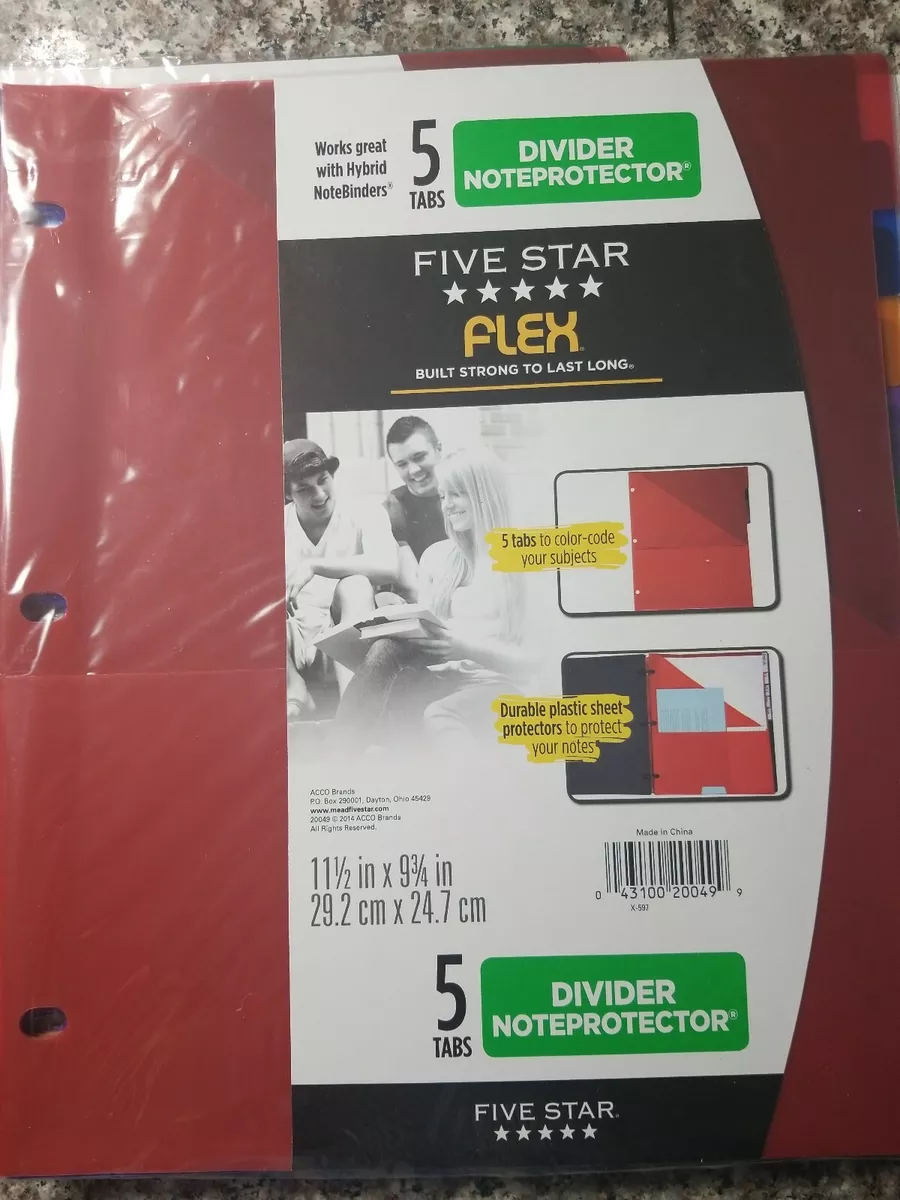 Works great
with Hybrid
NoteBinders®
5
TABS
DIVIDER
NOTEPROTECTOR®
FIVE STAR
FLEX
BUILT STRONG TO LAST LONG®
5 tabs to color-code
your subjects
Durable plastic sheet
protectors to protect
your notes
ACCO Brands
P.O. Box 290001, Dayton, Ohio 45429
www.meadfivestar.com
20049 © 2014 ACCO Brands
All Rights Reserved.
11½ in x 9¾ in
29.2 cm x 24.7 cm
Made in China
0 43100 20049 9
X-597
5
TABS
DIVIDER
NOTEPROTECTOR®
FIVE STAR